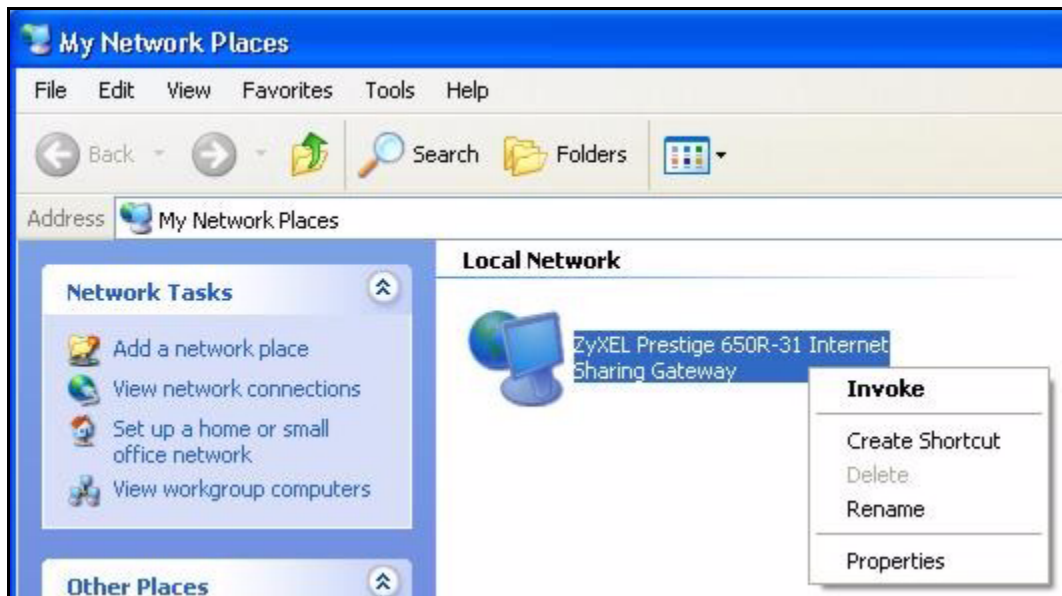 My Network Places
File Edit View Favorites Tools Help
Back Search Folders
Address My Network Places
Network Tasks
Add a network place
View network connections
Set up a home or small
office network
View workgroup computers
Other Places
Local Network
ZyXEL Prestige 650R-31 Internet
Sharing Gateway
Invoke
Create Shortcut
Delete
Rename
Properties